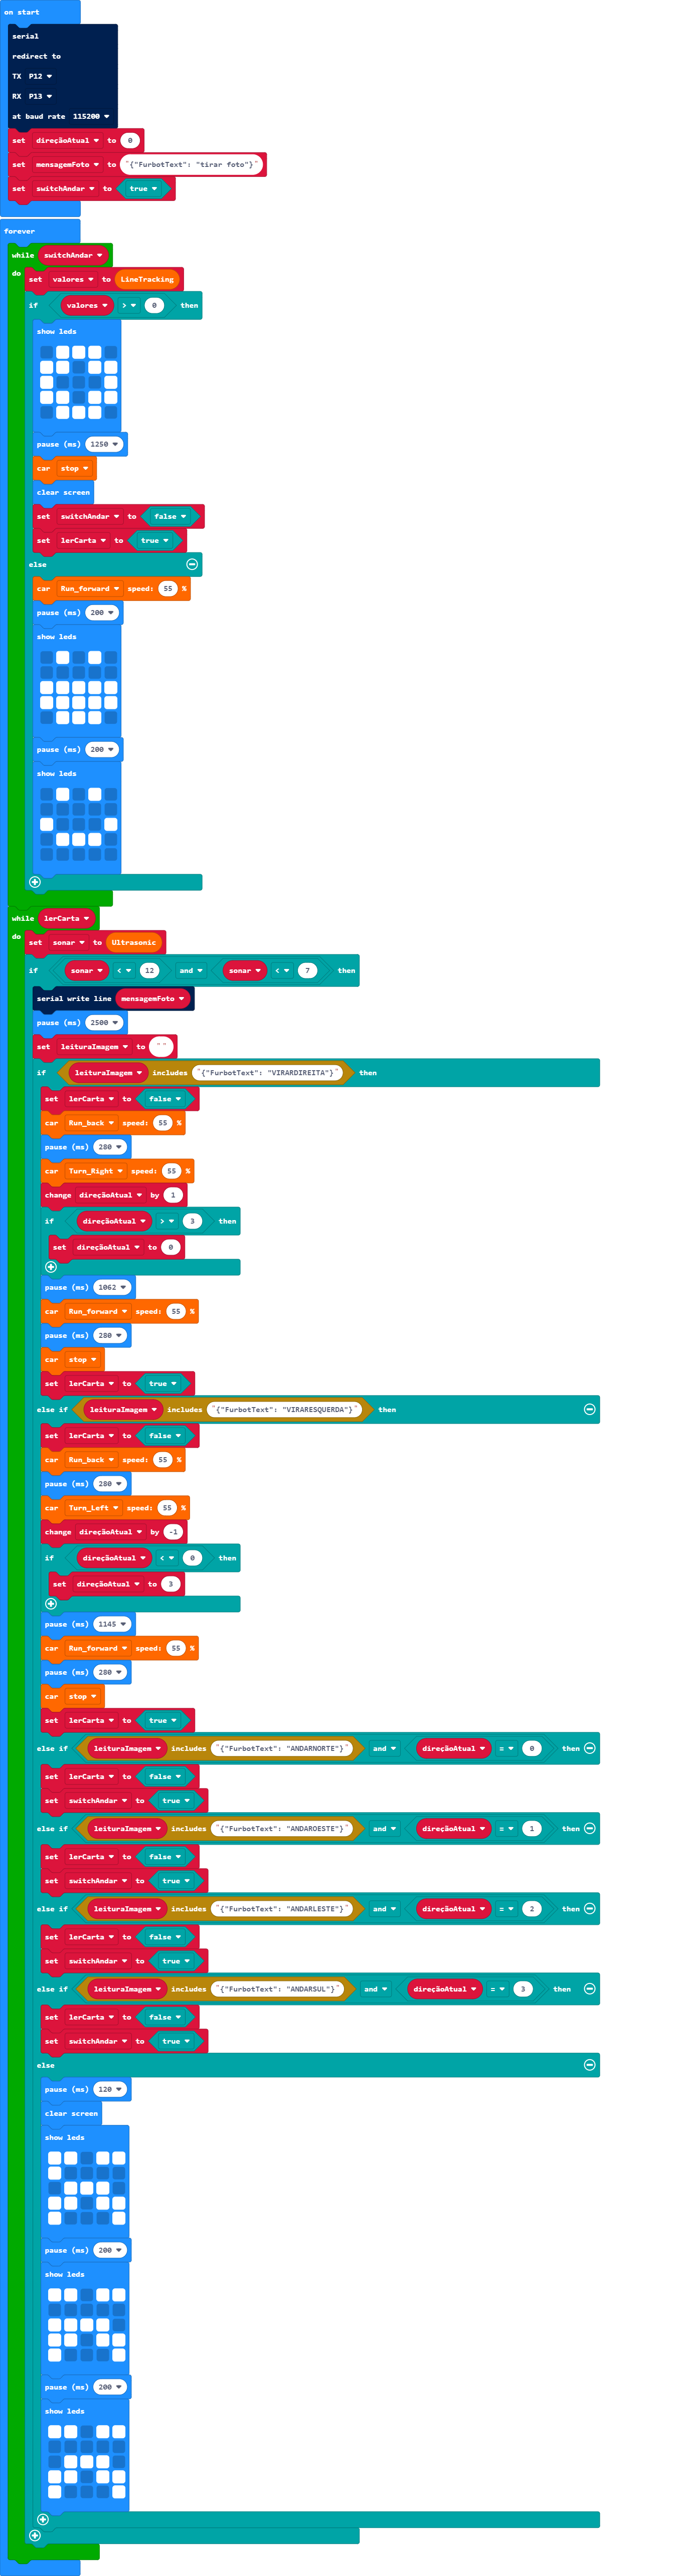 on start
serial
redirect to
TX P12
RX P13
at baud rate 115200
set direçãoAtual to 0
set mensagemFoto to "{"FurbotText": "tirar foto"}"
set switchAndar to true
forever
while switchAndar
do set valores to LineTracking
if valores > 0 then
show leds
pause (ms) 1250
car stop
clear screen
set switchAndar to false
set lerCarta to true
else
car Run_forward speed: 55 %
pause (ms) 200
show leds
pause (ms) 200
show leds
while lerCarta
do set sonar to Ultrasonic
if sonar < 12 and sonar < 7 then
serial write line mensagemFoto
pause (ms) 2500
set leituraImagem to ""
if leituraImagem includes "{"FurbotText": "VIRARDIREITA"}" then
set lerCarta to false
car Run_back speed: 55 %
pause (ms) 280
car Turn_Right speed: 55 %
change direçãoAtual by 1
if direçãoAtual > 3 then
set direçãoAtual to 0
pause (ms) 1062
car Run_forward speed: 55 %
pause (ms) 280
car stop
set lerCarta to true
else if leituraImagem includes "{"FurbotText": "VIRARESQUERDA"}" then
set lerCarta to false
car Run_back speed: 55 %
pause (ms) 280
car Turn_Left speed: 55 %
change direçãoAtual by -1
if direçãoAtual < 0 then
set direçãoAtual to 3
pause (ms) 1145
car Run_forward speed: 55 %
pause (ms) 280
car stop
set lerCarta to true
else if leituraImagem includes "{"FurbotText": "ANDARNORTE"}" and direçãoAtual = 0 then
set lerCarta to false
set switchAndar to true
else if leituraImagem includes "{"FurbotText": "ANDAROESTE"}" and direçãoAtual = 1 then
set lerCarta to false
set switchAndar to true
else if leituraImagem includes "{"FurbotText": "ANDARLESTE"}" and direçãoAtual = 2 then
set lerCarta to false
set switchAndar to true
else if leituraImagem includes "{"FurbotText": "ANDARSUL"}" and direçãoAtual = 3 then
set lerCarta to false
set switchAndar to true
else
pause (ms) 120
clear screen
show leds
pause (ms) 200
show leds
pause (ms) 200
show leds